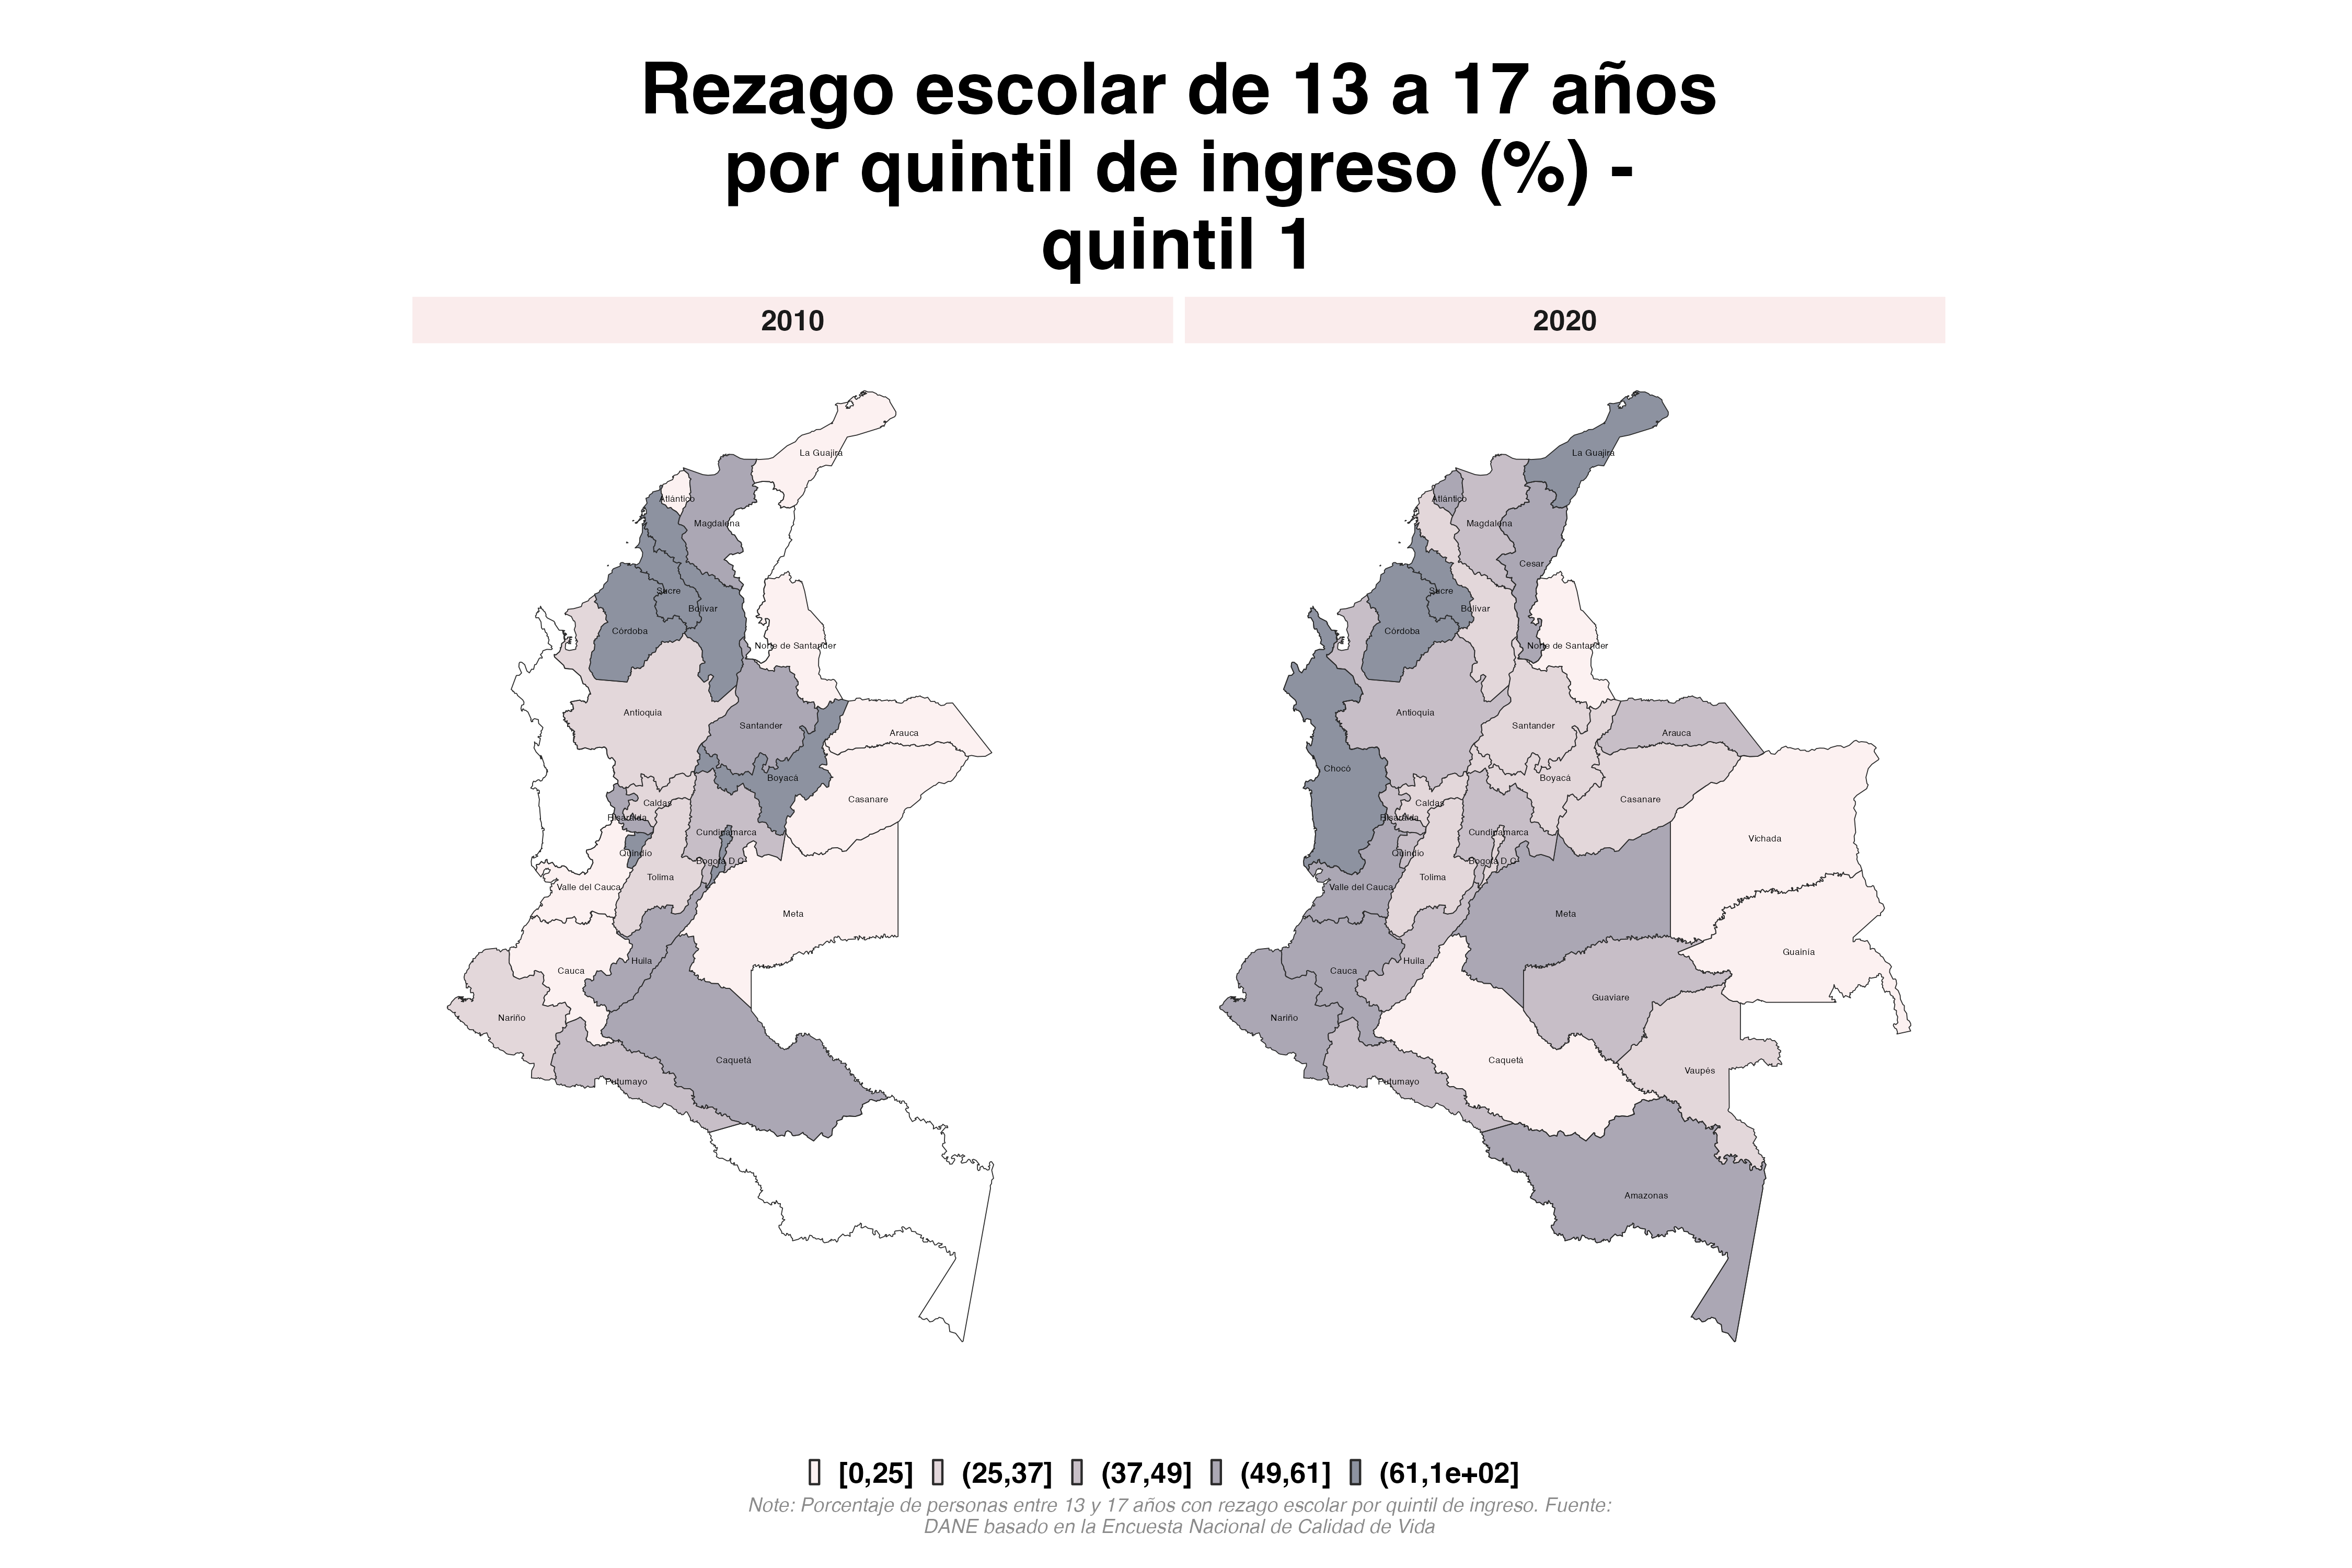 Rezago escolar de 13 a 17 años
por quintil de ingreso (%) -
quintil 1
2010
2020
La Guajira
Atlántico
Magdalena
Sucre
Bolívar
Córdoba
Norte de Santander
Antioquia
Santander
Arauca
Boyacá
Casanare
Caldas
Risaralda
Cundinamarca
Quindío
Bogotá D.C.
Tolima
Valle del Cauca
Meta
Huila
Cauca
Nariño
Caquetá
Putumayo
La Guajira
Atlántico
Magdalena
Cesar
Sucre
Bolívar
Córdoba
Norte de Santander
Antioquia
Santander
Arauca
Chocó
Boyacá
Casanare
Caldas
Risaralda
Cundinamarca
Vichada
Quindío
Bogotá D.C.
Tolima
Valle del Cauca
Meta
Guainía
Huila
Cauca
Guaviare
Nariño
Caquetá
Vaupés
Putumayo
Amazonas
[0,25] (25,37] (37,49] (49,61] (61,1e+02]
Note: Porcentaje de personas entre 13 y 17 años con rezago escolar por quintil de ingreso. Fuente:
DANE basado en la Encuesta Nacional de Calidad de Vida